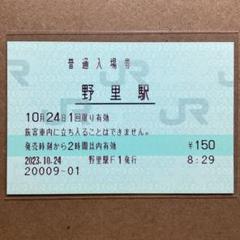 普通入場券
野里駅
10月24日1回限り有効
旅客車内に立ち入ることはできません。
発売時刻から2時間以内有効 ¥150
2023.10.24 野里駅F1発行 8:29
20009-01